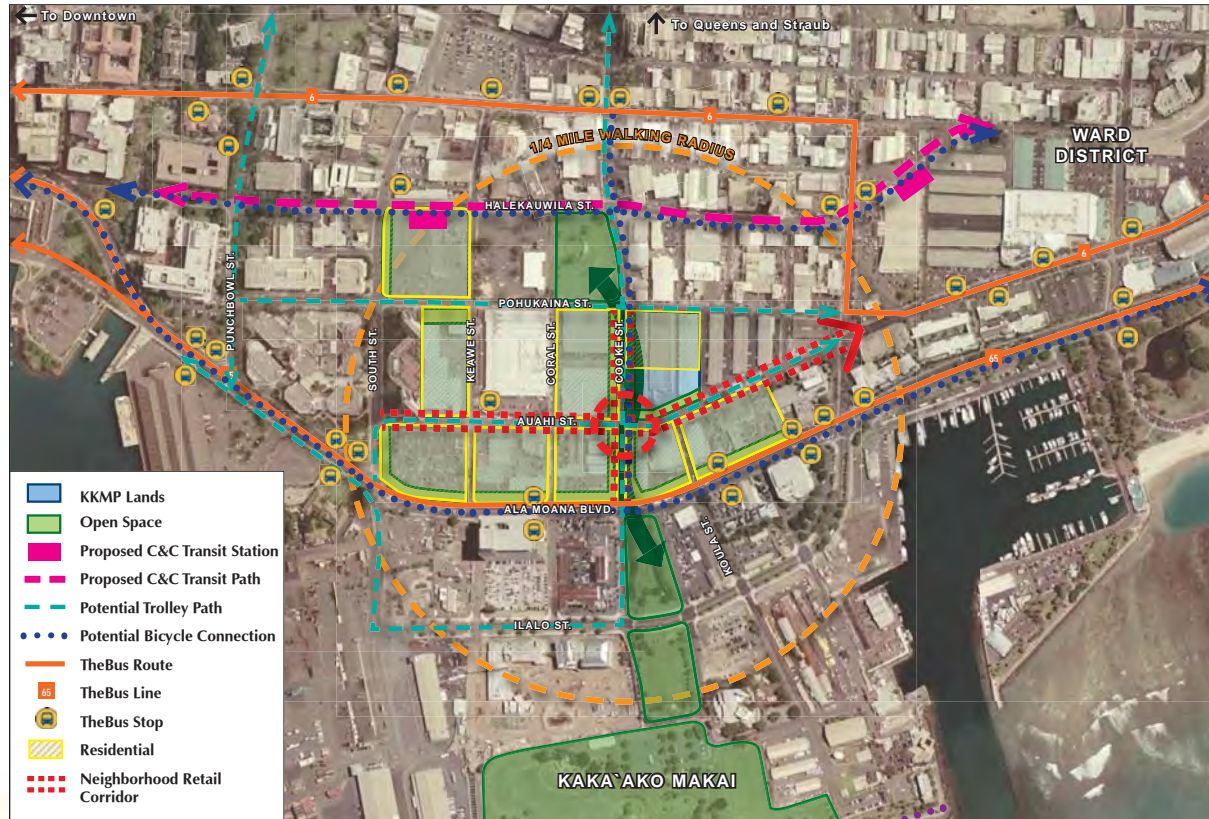 To Downtown
To Queens and Straub
6
6
1/4 MILE WALKING RADIUS
WARD
DISTRICT
HALEKAUWILA ST.
PUNCHBOWL ST.
6
POHUKAINA ST.
SOUTH ST.
KEAWE ST.
CORAL ST.
COOKE ST.
65
AUAHI ST.
ALA MOANA BLVD.
KOULA ST.
ILALO ST.
KAKA`AKO MAKAI
KKMP Lands
Open Space
Proposed C&C Transit Station
Proposed C&C Transit Path
Potential Trolley Path
Potential Bicycle Connection
TheBus Route
65
TheBus Line
TheBus Stop
Residential
Neighborhood Retail
Corridor